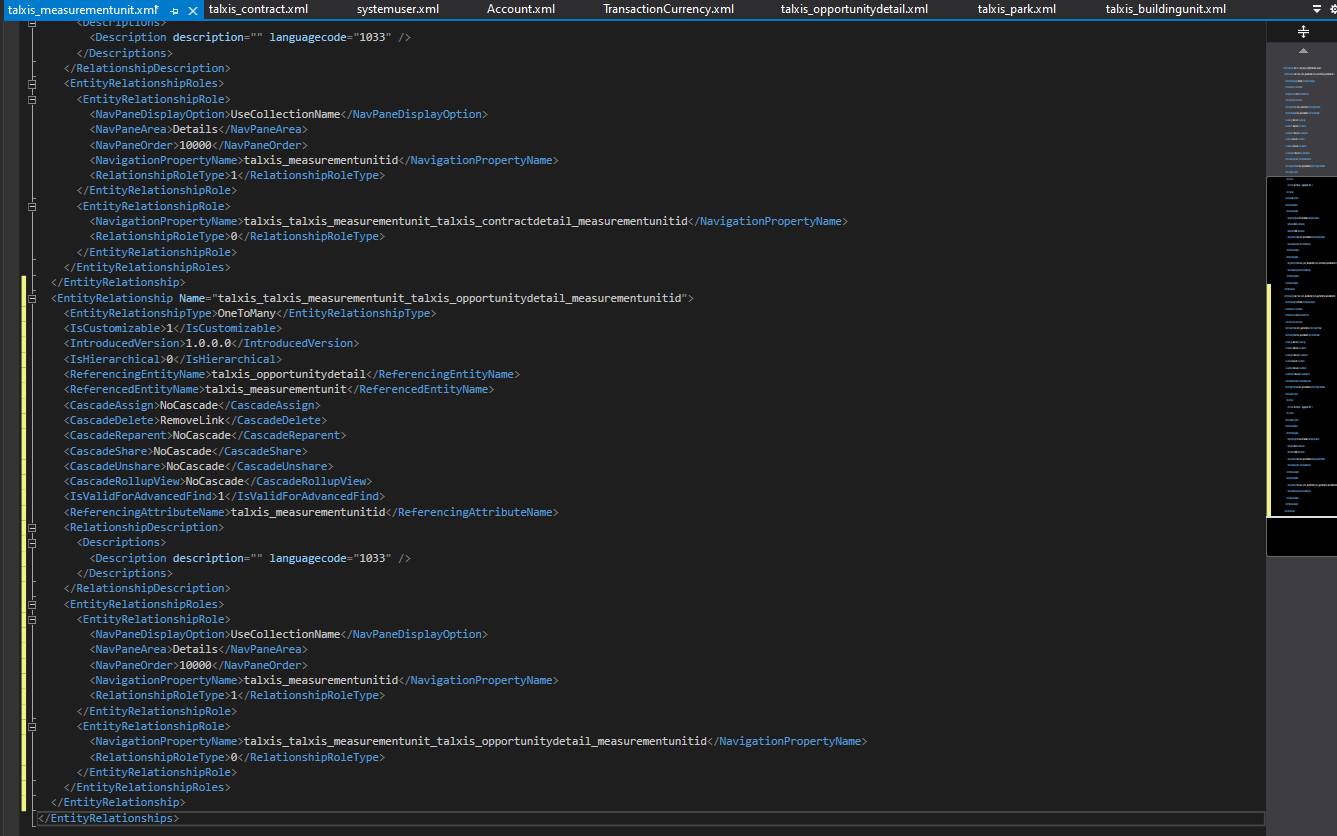 talxis_measurementunit.xml*
talxis_contract.xml
systemuser.xml
Account.xml
TransactionCurrency.xml
talxis_opportunitydetail.xml
talxis_park.xml
talxis_buildingunit.xml
<Descriptions>
<Description description="" languagecode="1033" />
</Descriptions>
</RelationshipDescription>
<EntityRelationshipRoles>
<EntityRelationshipRole>
<NavPaneDisplayOption>UseCollectionName</NavPaneDisplayOption>
<NavPaneArea>Details</NavPaneArea>
<NavPaneOrder>10000</NavPaneOrder>
<NavigationPropertyName>talxis_measurementunitid</NavigationPropertyName>
<RelationshipRoleType>1</RelationshipRoleType>
</EntityRelationshipRole>
<EntityRelationshipRole>
<NavigationPropertyName>talxis_talxis_measurementunit_talxis_contractdetail_measurementunitid</NavigationPropertyName>
<RelationshipRoleType>0</RelationshipRoleType>
</EntityRelationshipRole>
</EntityRelationshipRoles>
</EntityRelationship>
<EntityRelationship Name="talxis_talxis_measurementunit_talxis_opportunitydetail_measurementunitid">
<EntityRelationshipType>OneToMany</EntityRelationshipType>
<IsCustomizable>1</IsCustomizable>
<IntroducedVersion>1.0.0.0</IntroducedVersion>
<IsHierarchical>0</IsHierarchical>
<ReferencingEntityName>talxis_opportunitydetail</ReferencingEntityName>
<ReferencedEntityName>talxis_measurementunit</ReferencedEntityName>
<CascadeAssign>NoCascade</CascadeAssign>
<CascadeDelete>RemoveLink</CascadeDelete>
<CascadeReparent>NoCascade</CascadeReparent>
<CascadeShare>NoCascade</CascadeShare>
<CascadeUnshare>NoCascade</CascadeUnshare>
<CascadeRollupView>NoCascade</CascadeRollupView>
<IsValidForAdvancedFind>1</IsValidForAdvancedFind>
<ReferencingAttributeName>talxis_measurementunitid</ReferencingAttributeName>
<RelationshipDescription>
<Descriptions>
<Description description="" languagecode="1033" />
</Descriptions>
</RelationshipDescription>
<EntityRelationshipRoles>
<EntityRelationshipRole>
<NavPaneDisplayOption>UseCollectionName</NavPaneDisplayOption>
<NavPaneArea>Details</NavPaneArea>
<NavPaneOrder>10000</NavPaneOrder>
<NavigationPropertyName>talxis_measurementunitid</NavigationPropertyName>
<RelationshipRoleType>1</RelationshipRoleType>
</EntityRelationshipRole>
<EntityRelationshipRole>
<NavigationPropertyName>talxis_talxis_measurementunit_talxis_opportunitydetail_measurementunitid</NavigationPropertyName>
<RelationshipRoleType>0</RelationshipRoleType>
</EntityRelationshipRole>
</EntityRelationshipRoles>
</EntityRelationship>
</EntityRelationships>